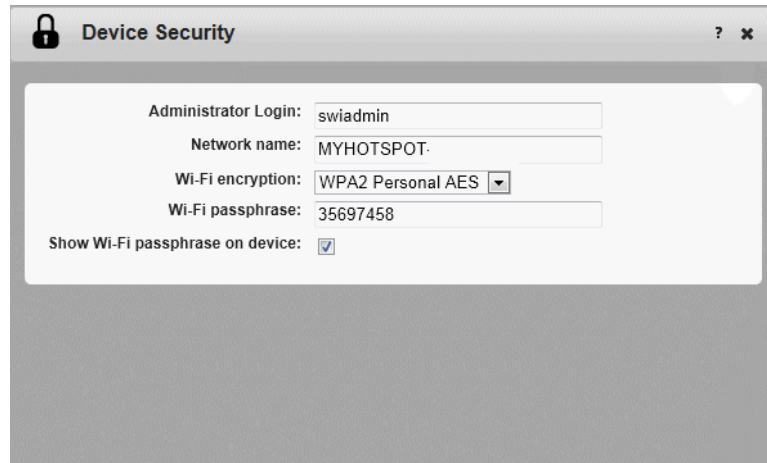 Device Security ? ✖
Administrator Login: swiadmin
Network name: MYHOTSPOT-
Wi-Fi encryption: WPA2 Personal AES
Wi-Fi passphrase: 35697458
Show Wi-Fi passphrase on device: